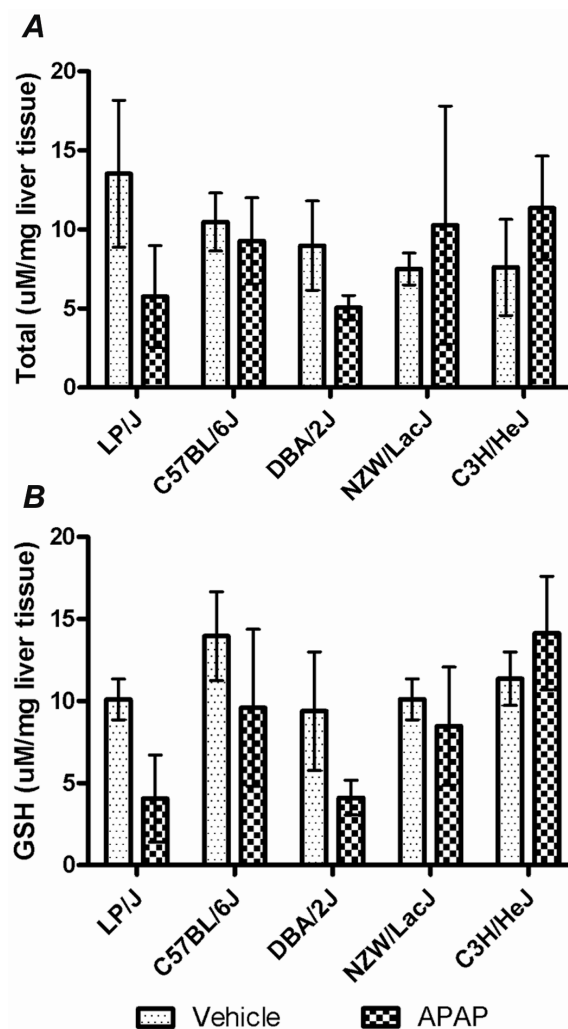 A
Total (uM/mg liver tissue)
20
15
10
5
0
LP/J
C57BL/6J
DBA/2J
NZW/LacJ
C3H/HeJ
B
GSH (uM/mg liver tissue)
20
15
10
5
0
LP/J
C57BL/6J
DBA/2J
NZW/LacJ
C3H/HeJ
Vehicle APAP